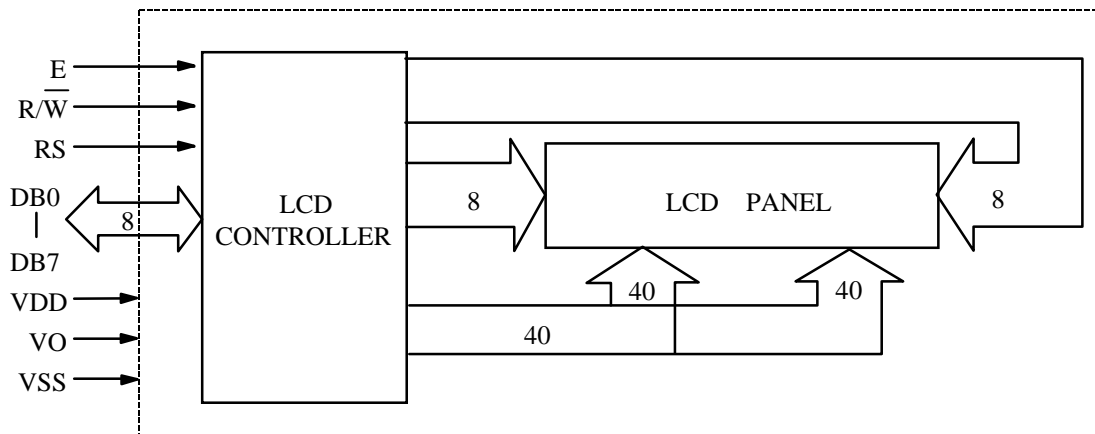 E
R/W̅
RS
DB0
DB7
8
VDD
VO
VSS
LCD
CONTROLLER
8
LCD PANEL
8
40
40
40